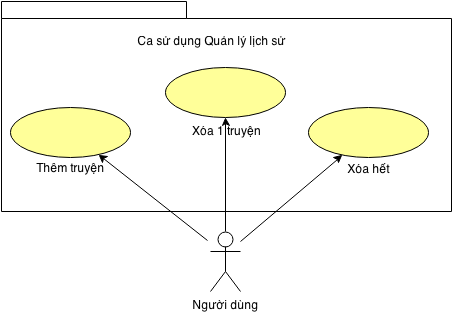 Ca sử dụng Quản lý lịch sử
Xóa 1 truyện
Thêm truyện
Xóa hết
Người dùng